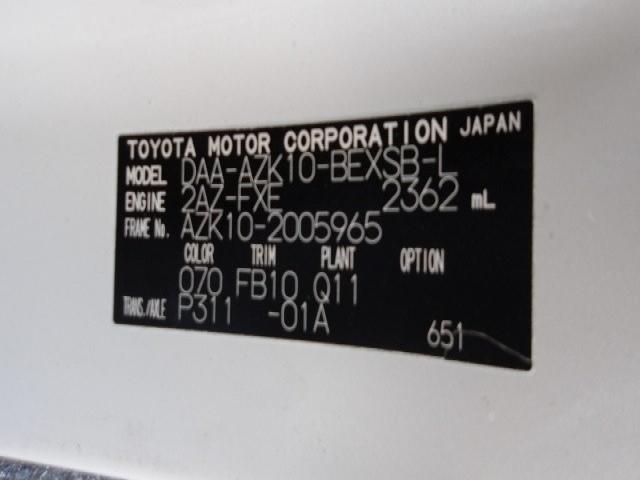 TOYOTA MOTOR CORPORATION JAPAN
MODEL DAA-AZK10-BEXSB-L
ENGINE 2AZ-FXE 2362 mL
FRAME No. AZK10-2005965
COLOR TRIM PLANT OPTION
070 FB10 Q11
TRANS./AXLE P311 -01A
651